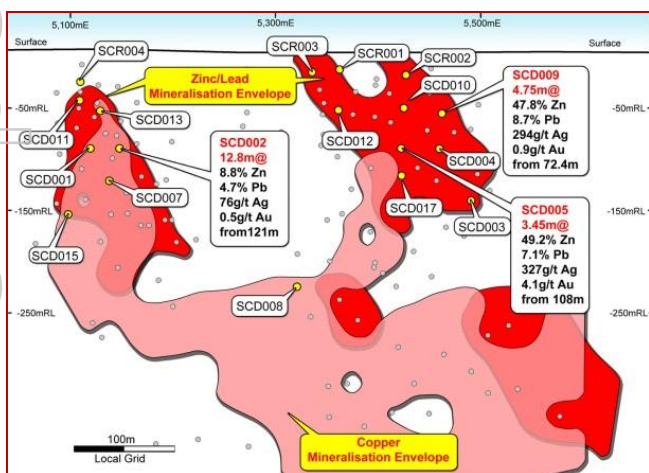 5,100mE
5,300mE
5,500mE
Surface
Surface
SCR004
SCR003
SCR001
SCR002
SCD010
Zinc/Lead
Mineralisation Envelope
SCD009
4.75m@
47.8% Zn
8.7% Pb
294g/t Ag
0.9g/t Au
from 72.4m
-50mRL
-50mRL
SCD011
SCD013
SCD012
SCD002
12.8m@
8.8% Zn
4.7% Pb
76g/t Ag
0.5g/t Au
from121m
SCD004
SCD001
SCD007
SCD017
SCD003
SCD005
3.45m@
49.2% Zn
7.1% Pb
327g/t Ag
4.1g/t Au
from 108m
-150mRL
-150mRL
SCD015
SCD008
-250mRL
-250mRL
100m
Local Grid
Copper
Mineralisation Envelope